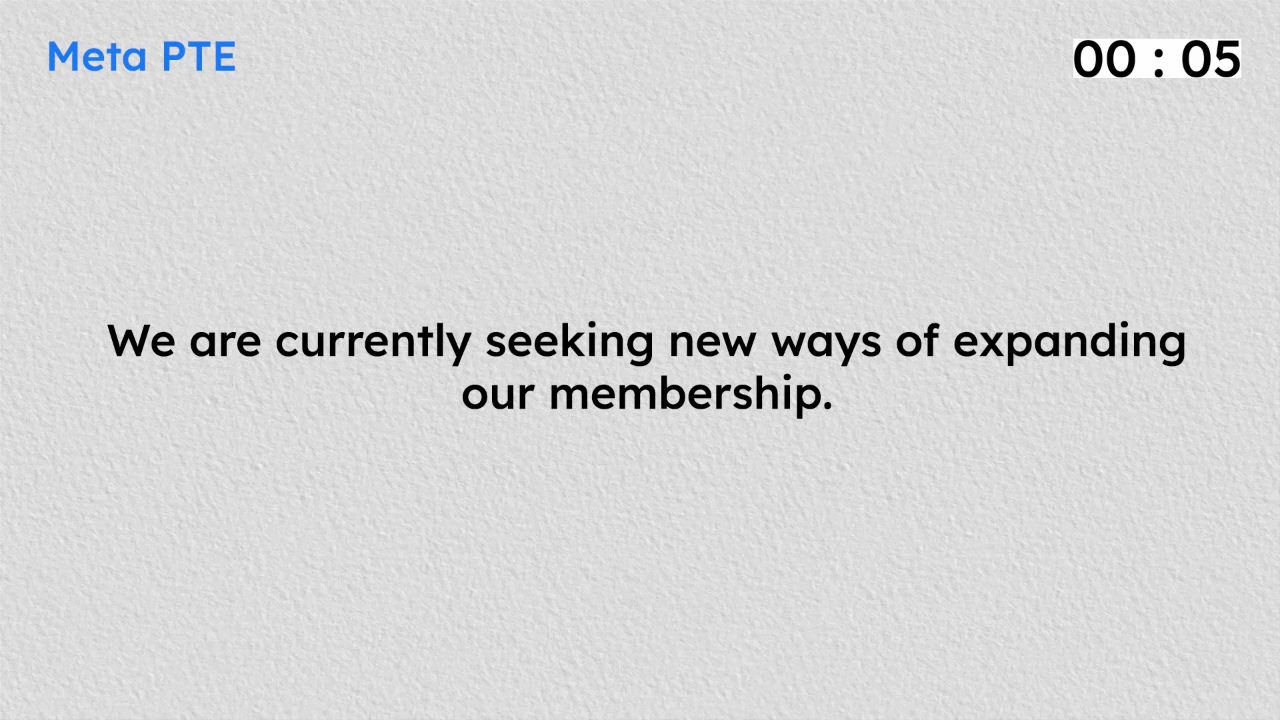 Meta PTE
00 : 05
We are currently seeking new ways of expanding
our membership.